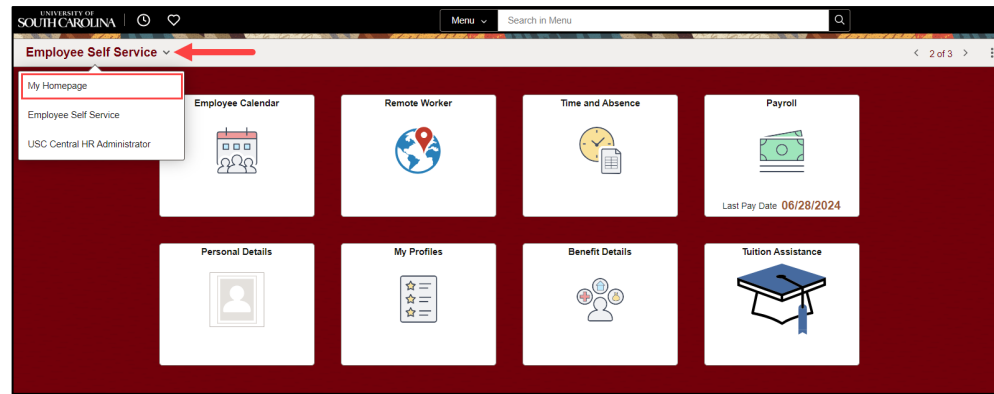 UNIVERSITY OF
SOUTH CAROLINA
Menu
Search in Menu
Employee Self Service
2 of 3
My Homepage
Employee Self Service
USC Central HR Administrator
Employee Calendar
Remote Worker
Time and Absence
Payroll
Last Pay Date 06/28/2024
Personal Details
My Profiles
Benefit Details
Tuition Assistance